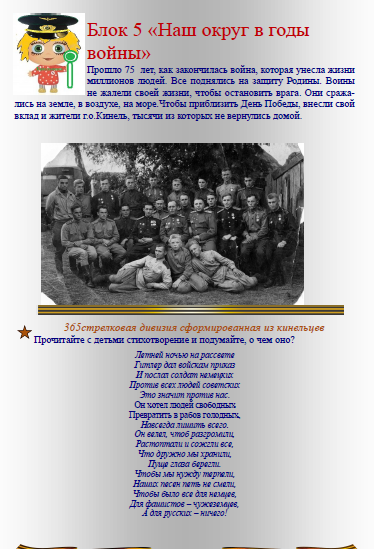 Блок 5 «Наш округ в годы
войны»
Прошло 75 лет, как закончилась война, которая унесла жизни
миллионов людей. Все поднялись на защиту Родины. Воины
не жалели своей жизни, чтобы остановить врага. Они сража-
лись на земле, в воздухе, на море.Чтобы приблизить День Победы, внесли свой
вклад и жители г.о.Кинель, тысячи из которых не вернулись домой.
365стрелковая дивизия сформированная из кинельцев
Прочитайте с детьми стихотворение и подумайте, о чем оно?
Летней ночью на рассвете
Гитлер дал войскам приказ
И послал солдат немецких
Против всех людей советских
Это значит против нас.
Он хотел людей свободных
Превратить в рабов голодных,
Навсегда лишить всего.
Он велел, чтоб разгромили,
Растоптали и сожгли все,
Что дружно мы хранили,
Пуще глаза берегли.
Чтобы мы нужду терпели,
Наших песен петь не смели,
Чтобы было все для немцев,
Для фашистов – чужеземцев,
А для русских – ничего!